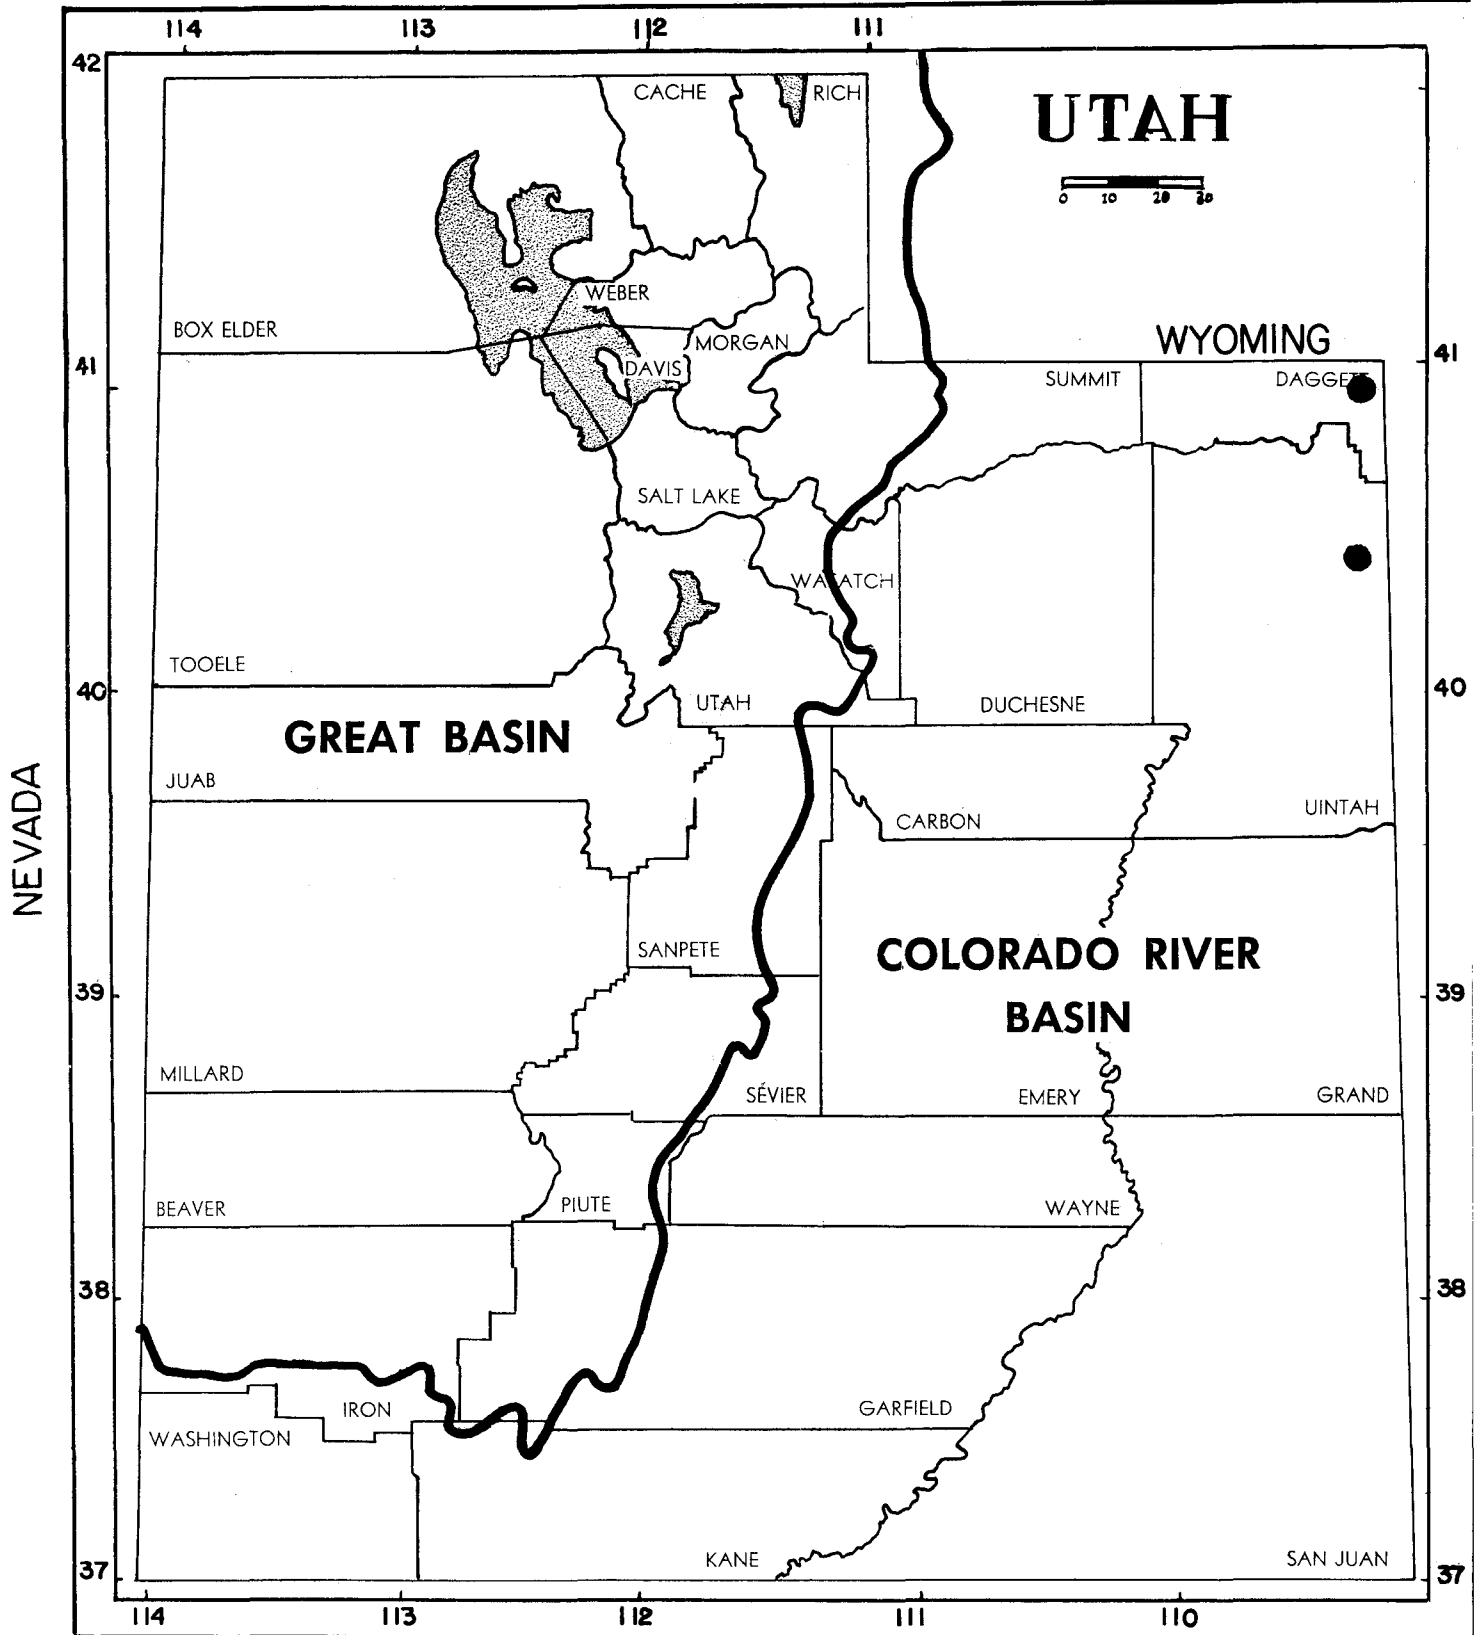 114 113 112 111
42
CACHE RICH
UTAH
0 10 20 30
WEBER
BOX ELDER
MORGAN
WYOMING
41 41
DAVIS
SUMMIT
SALT LAKE
WASATCH
TOOELE
40 40
UTAH
DUCHESNE
GREAT BASIN
JUAB
NEVADA
CARBON
UINTAH
SANPETE
COLORADO RIVER
BASIN
39 39
MILLARD
SÉVIER
EMERY
GRAND
BEAVER
PIUTE
WAYNE
38 38
IRON
GARFIELD
WASHINGTON
KANE
SAN JUAN
37 37
114 113 112 111 110